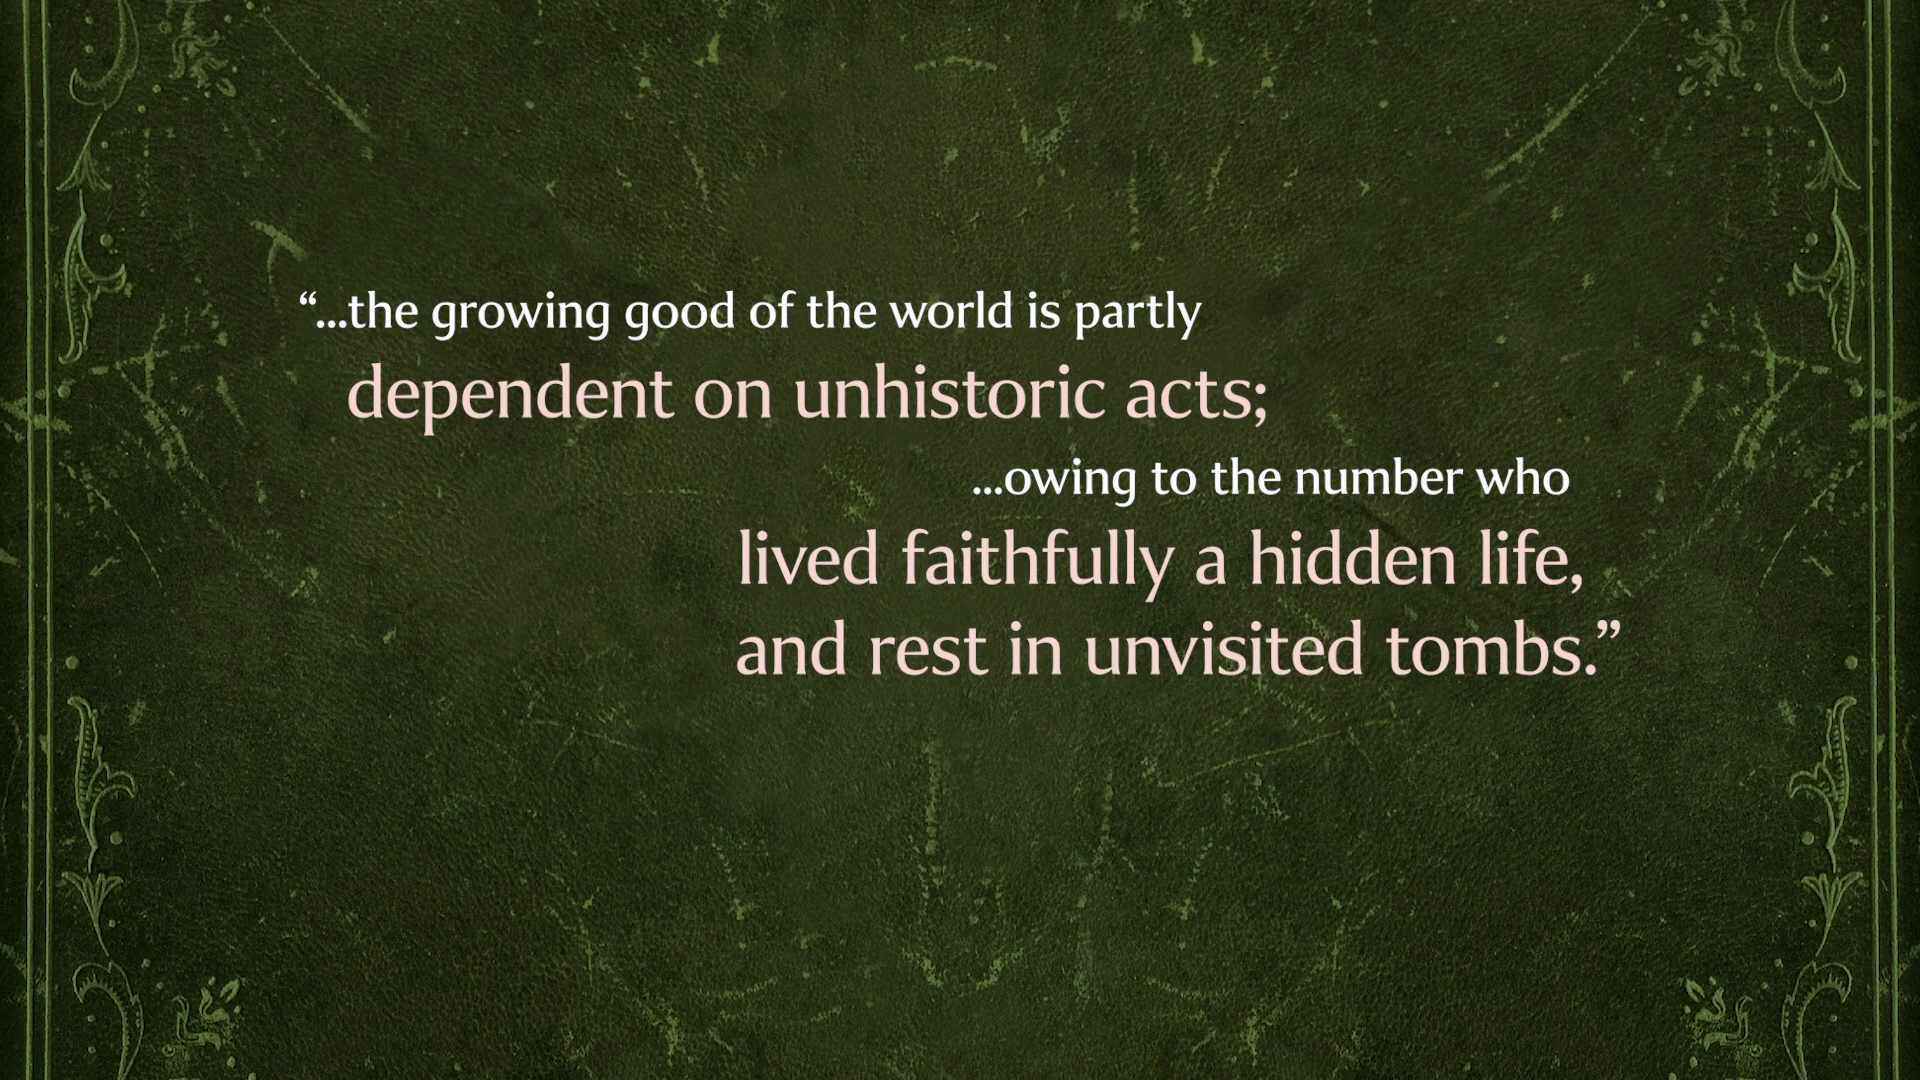 “...the growing good of the world is partly
dependent on unhistoric acts;
...owing to the number who
lived faithfully a hidden life,
and rest in unvisited tombs.”